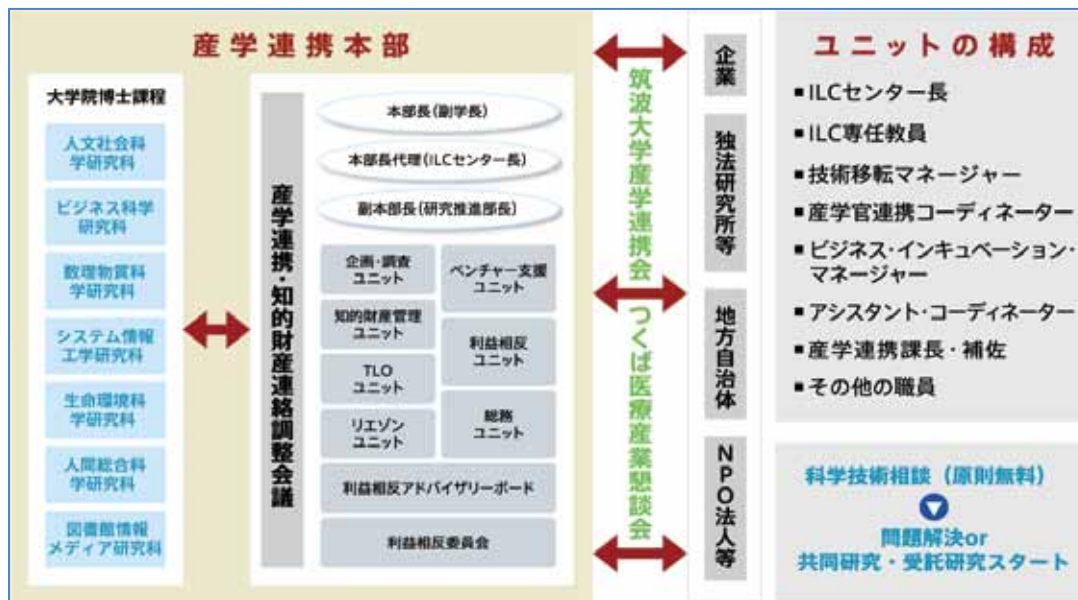 産学連携本部
大学院博士課程
人文社会科
学研究科
ビジネス科学
研究科
数理物質科
学研究科
システム情報
工学研究科
生命環境科
学研究科
人間総合科
学研究科
図書館情報
メディア研究科
産学連携・知的財産連絡調整会議
本部長(副学長)
本部長代理(ILCセンター長)
副本部長(研究推進部長)
企画・調査
ユニット
知的財産管理
ユニット
TLO
ユニット
リエゾン
ユニット
ベンチャー支援
ユニット
利益相反
ユニット
総務
ユニット
利益相反アドバイザリーボード
利益相反委員会
筑波大学産学連携会 つくば医療産業懇談会
企業
独法研究所等
地方自治体
NPO法人等
ユニットの構成
■ILCセンター長
■ILC専任教員
■技術移転マネージャー
■産学官連携コーディネーター
■ビジネス・インキュベーション・
マネージャー
■アシスタント・コーディネーター
■産学連携課長・補佐
■その他の職員
科学技術相談（原則無料）
問題解決or
共同研究・受託研究スタート